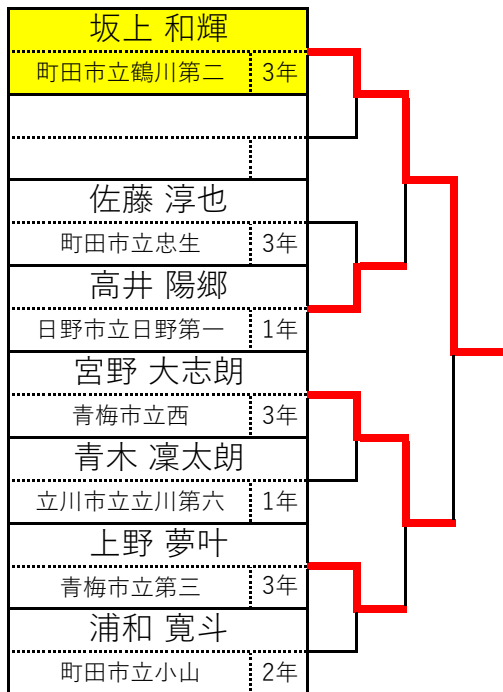 坂上 和輝
町田市立鶴川第二 3年
佐藤 淳也
町田市立忠生 3年
高井 陽郷
日野市立日野第一 1年
宮野 大志朗
青梅市立西 3年
青木 凜太朗
立川市立立川第六 1年
上野 夢叶
青梅市立第三 3年
浦和 寛斗
町田市立小山 2年